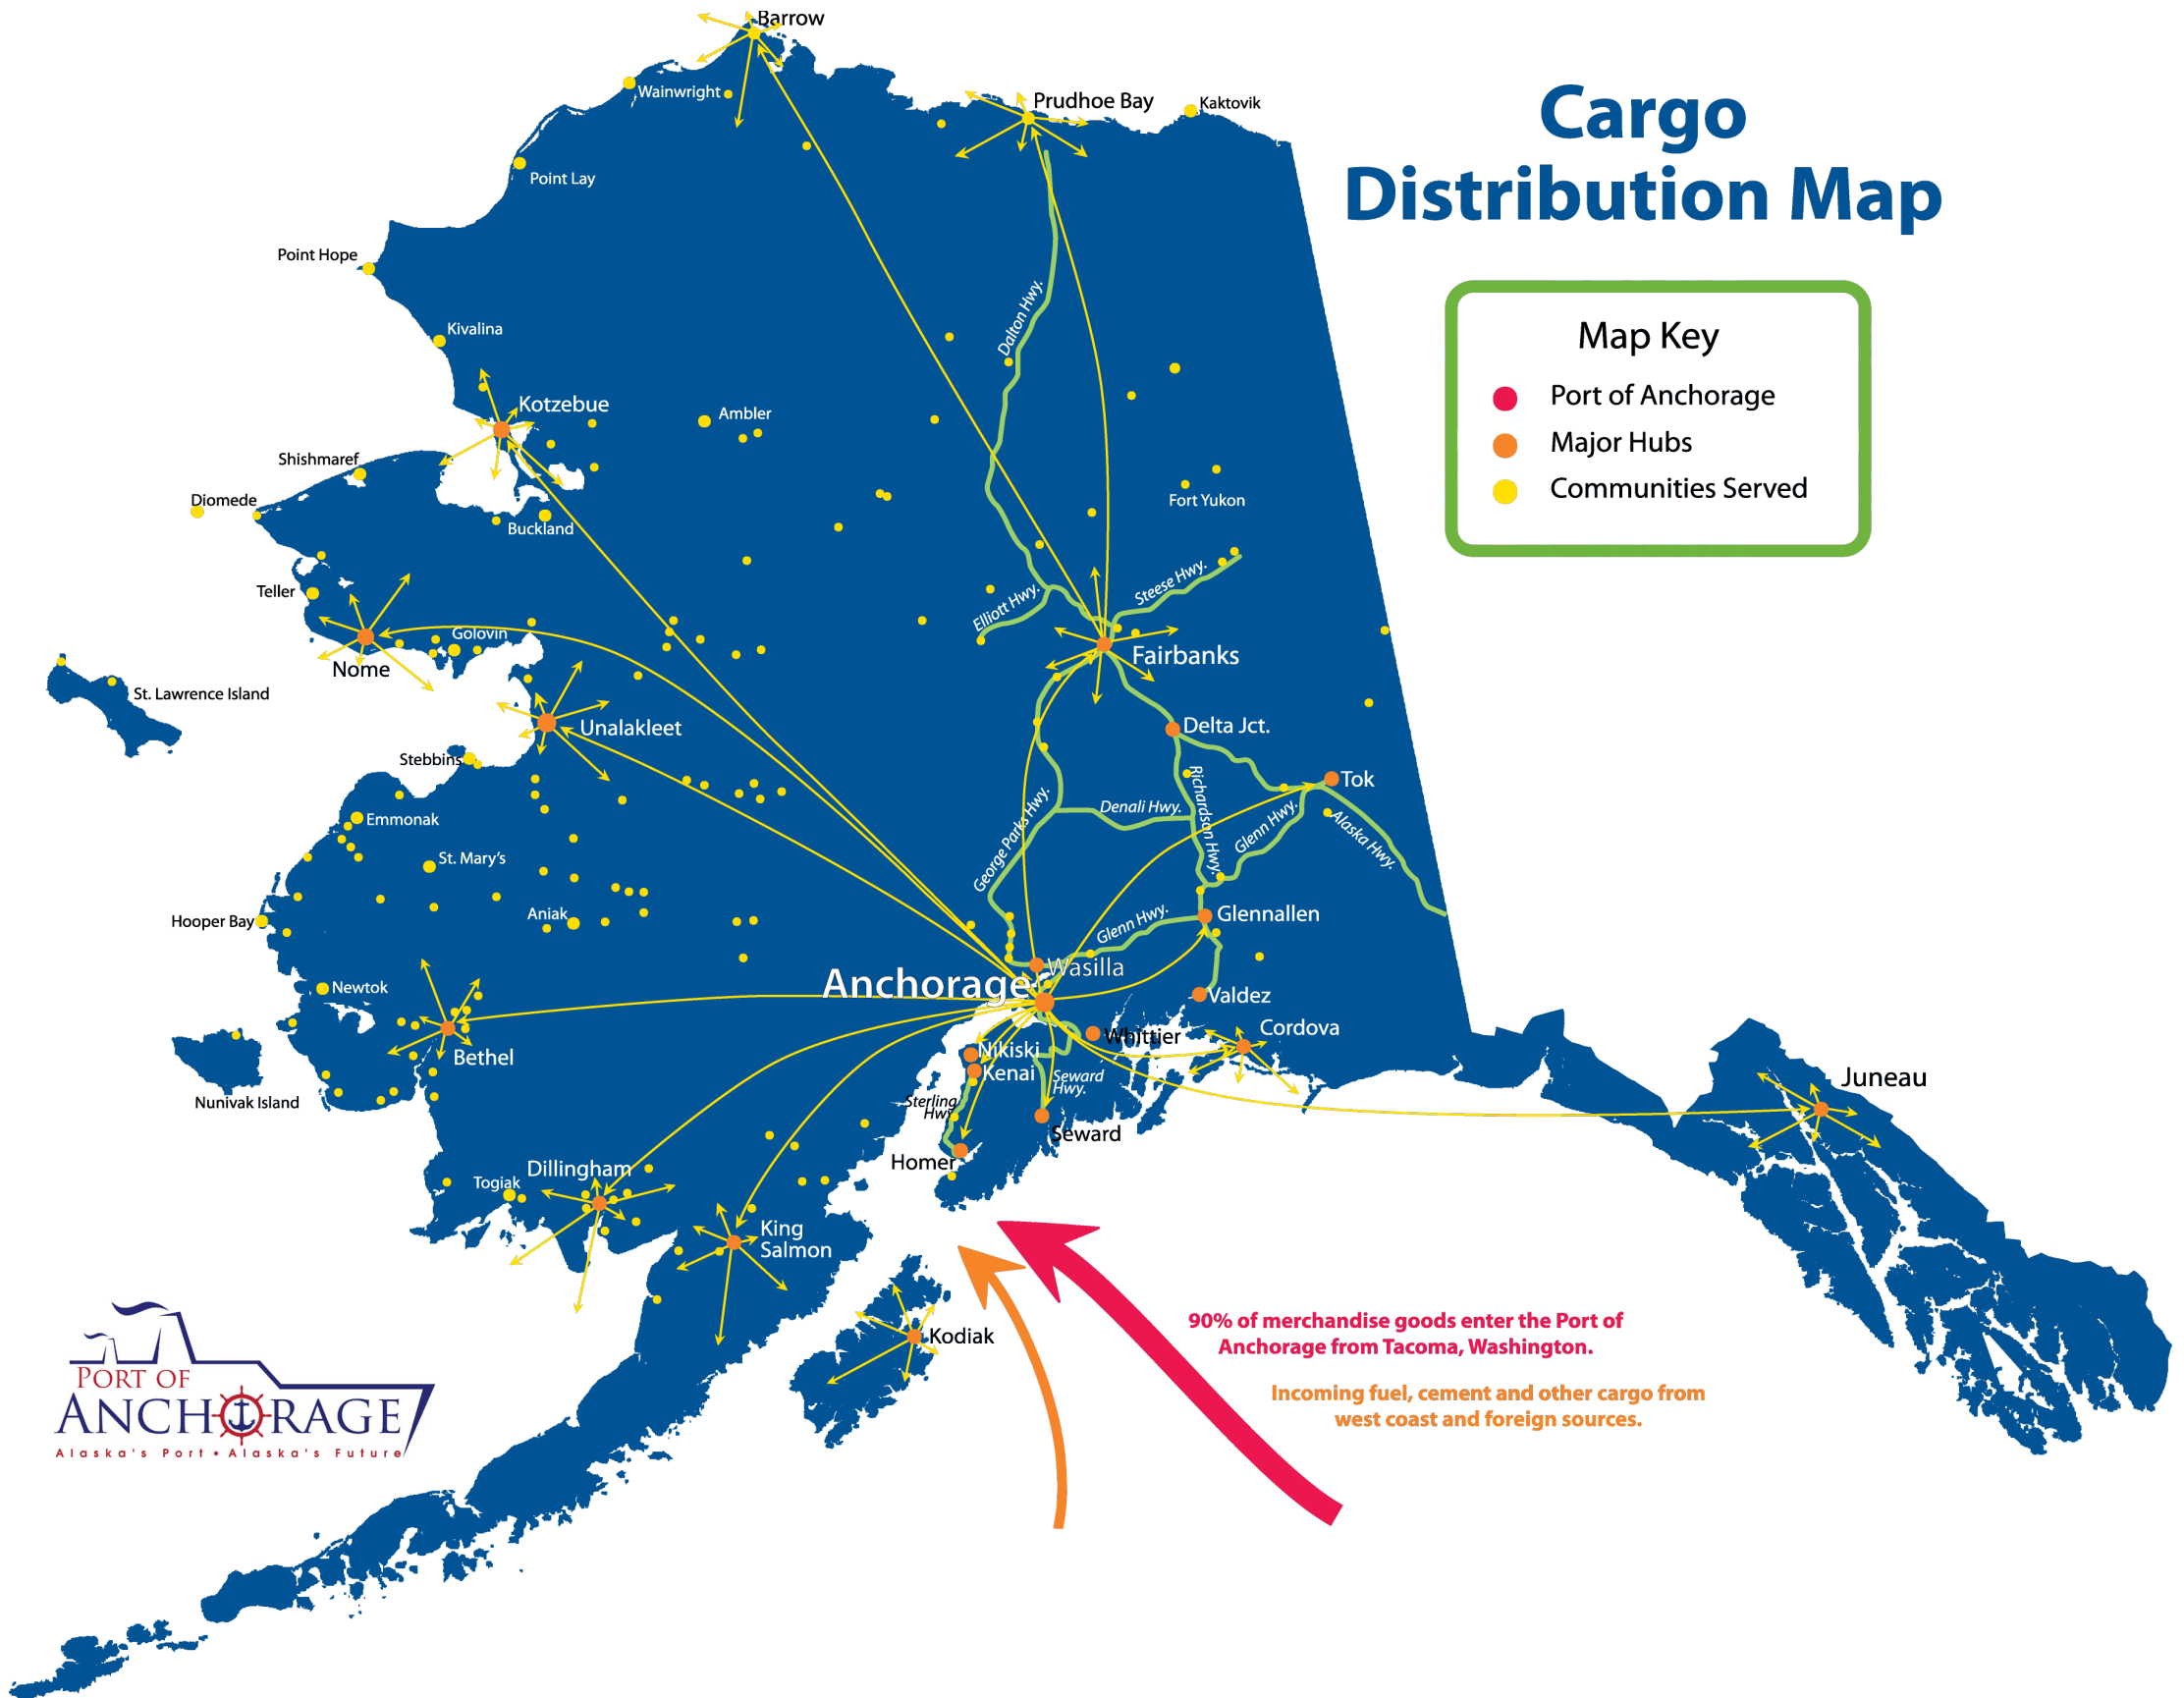 Barrow
Cargo
Distribution Map
Wainwright
Prudhoe Bay
Kaktovik
Point Lay
Point Hope
Kivalina
Dalton Hwy.
Map Key
Port of Anchorage
Major Hubs
Communities Served
Kotzebue
Ambler
Shishmaref
Diomede
Buckland
Fort Yukon
Teller
Elliott Hwy.
Steese Hwy.
Golovin
Nome
Fairbanks
St. Lawrence Island
Unalakleet
Delta Jct.
Stebbins
Tok
Richardson Hwy.
Denali Hwy.
Glenn Hwy.
Alaska Hwy.
George Parks Hwy.
Emmonak
St. Mary's
Aniak
Hooper Bay
Glennallen
Glenn Hwy.
Wasilla
Anchorage
Newtok
Valdez
Whittier
Cordova
Bethel
Nikiski
Kenai
Seward
Hwy.
Nunivak Island
Sterling
Hwy.
Juneau
Seward
Homer
Dillingham
Togiak
King
Salmon
Kodiak
90% of merchandise goods enter the Port of
Anchorage from Tacoma, Washington.
Incoming fuel, cement and other cargo from
west coast and foreign sources.
PORT OF
ANCHORAGE
Alaska's Port • Alaska's Future